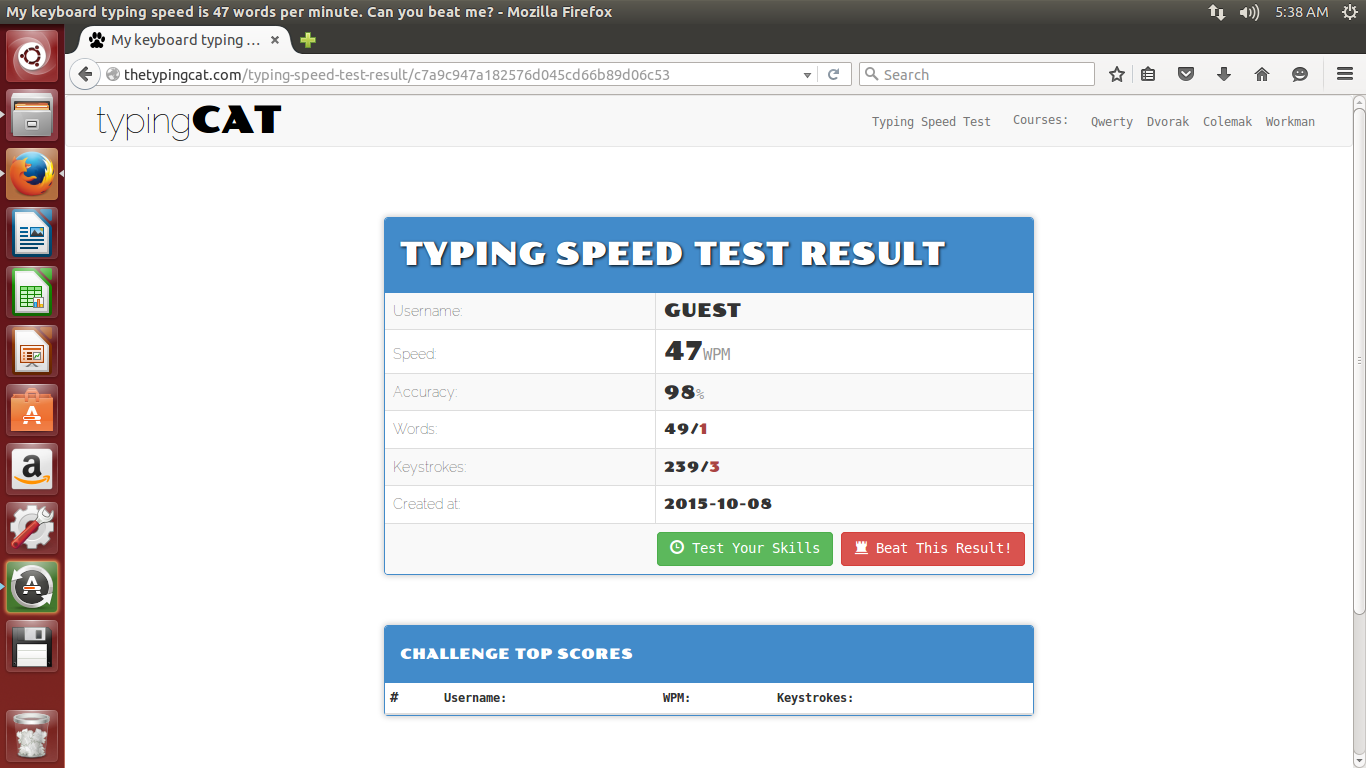 My keyboard typing speed is 47 words per minute. Can you beat me? - Mozilla Firefox
5:38 AM
My keyboard typing ...
thetypingcat.com/typing-speed-test-result/c7a9c947a182576d045cd66b89d06c53
Search
typingCAT
Typing Speed Test Courses: Qwerty Dvorak Colemak Workman
TYPING SPEED TEST RESULT
Username: GUEST
Speed: 47WPM
Accuracy: 98%
Words: 49/1
Keystrokes: 239/3
Created at: 2015-10-08
Test Your Skills Beat This Result!
CHALLENGE TOP SCORES
# Username: WPM: Keystrokes: